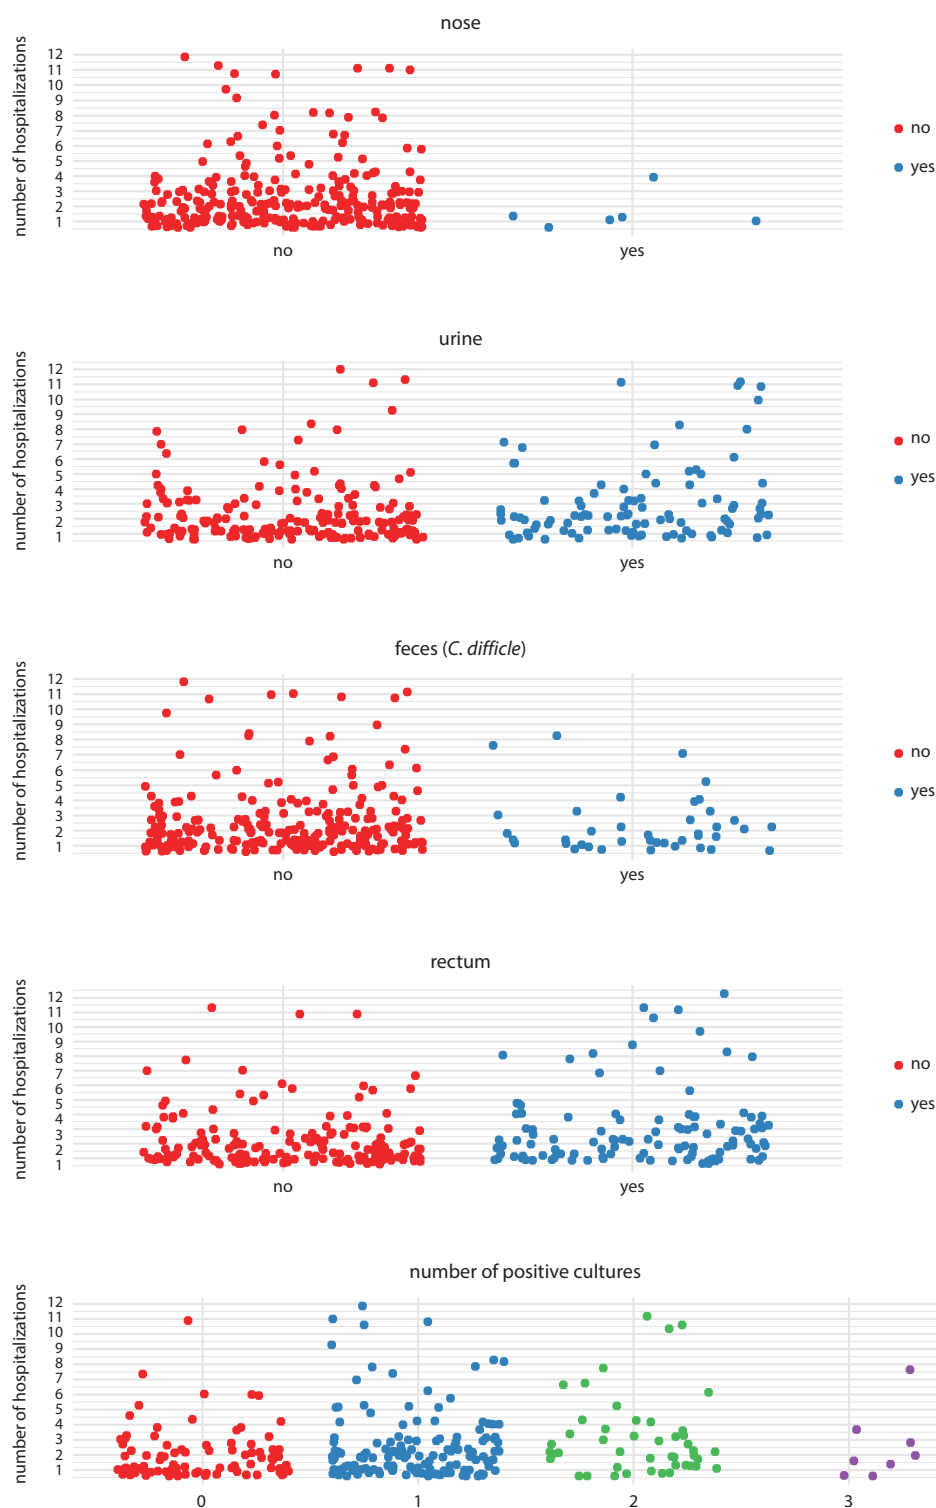 nose
number of hospitalizations
12
11
10
9
8
7
6
5
4
3
2
1
no
yes
no
yes
urine
number of hospitalizations
12
11
10
9
8
7
6
5
4
3
2
1
no
yes
no
yes
feces (C. difficle)
number of hospitalizations
12
11
10
9
8
7
6
5
4
3
2
1
no
yes
no
yes
rectum
number of hospitalizations
12
11
10
9
8
7
6
5
4
3
2
1
no
yes
no
yes
number of positive cultures
number of hospitalizations
12
11
10
9
8
7
6
5
4
3
2
1
0
1
2
3